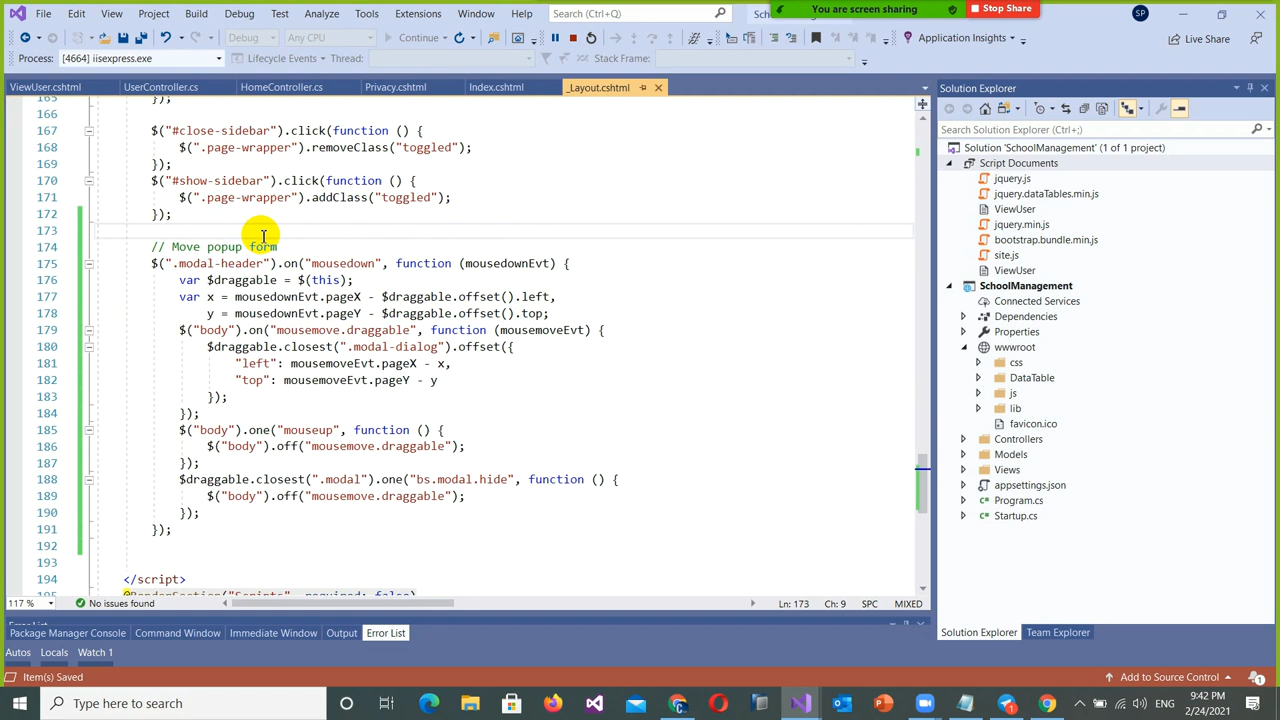 You are screen sharing
Stop Share
File Edit View Project Build Debug Test Analyze Tools Extensions Window Help Search (Ctrl+Q) SP
Debug Any CPU Continue Application Insights Live Share
Process: [4664] iisexpress.exe Lifecycle Events Thread: Stack Frame:
ViewUser.cshtml UserController.cs HomeController.cs Privacy.cshtml Index.cshtml _Layout.cshtml
165 });
166
167 $("#close-sidebar").click(function () {
168 $(".page-wrapper").removeClass("toggled");
169 });
170 $("#show-sidebar").click(function () {
171 $(".page-wrapper").addClass("toggled");
172 });
173
174 // Move popup form
175 $(".modal-header").on("mousedown", function (mousedownEvt) {
176 var $draggable = $(this);
177 var x = mousedownEvt.pageX - $draggable.offset().left,
178 y = mousedownEvt.pageY - $draggable.offset().top;
179 $("body").on("mousemove.draggable", function (mousemoveEvt) {
180 $draggable.closest(".modal-dialog").offset({
181 "left": mousemoveEvt.pageX - x,
182 "top": mousemoveEvt.pageY - y
183 });
184 });
185 $("body").one("mouseup", function () {
186 $("body").off("mousemove.draggable");
187 });
188 $draggable.closest(".modal").one("bs.modal.hide", function () {
189 $("body").off("mousemove.draggable");
190 });
191 });
192
193
194 </script>
195 @RenderSection("Scripts", required: false)
117 % No issues found Ln: 173 Ch: 9 SPC MIXED
Solution Explorer
Search Solution Explorer (Ctrl+;)
Solution 'SchoolManagement' (1 of 1 project)
Script Documents
jquery.js
jquery.dataTables.min.js
ViewUser
jquery.min.js
bootstrap.bundle.min.js
site.js
ViewUser
SchoolManagement
Connected Services
Dependencies
Properties
wwwroot
css
DataTable
js
lib
favicon.ico
Controllers
Models
Views
appsettings.json
Program.cs
Startup.cs
Solution Explorer Team Explorer
Package Manager Console Command Window Immediate Window Output Error List
Autos Locals Watch 1
Item(s) Saved Add to Source Control 1
Type here to search ENG 9:42 PM
2/24/2021